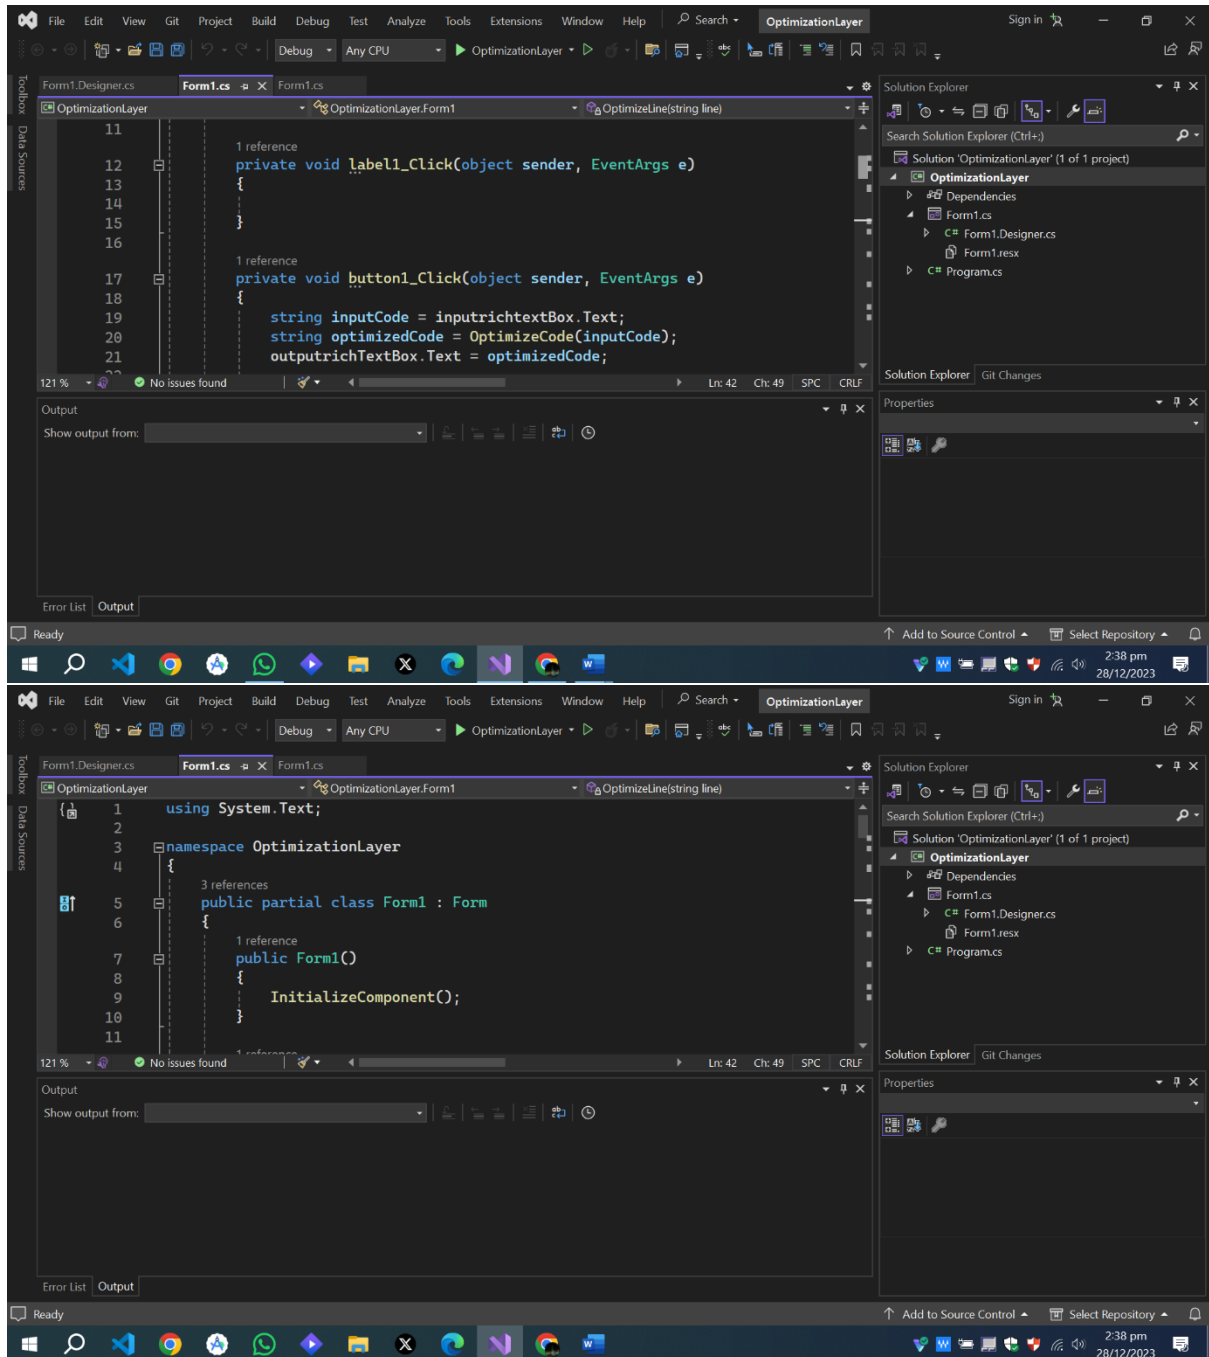 File Edit View Git Project Build Debug Test Analyze Tools Extensions Window Help Search OptimizationLayer Sign in
Debug Any CPU OptimizationLayer
Toolbox
Data Sources
Form1.Designer.cs Form1.cs Form1.cs
OptimizationLayer OptimizationLayer.Form1 OptimizeLine(string line)
11
1 reference
12 private void label1_Click(object sender, EventArgs e)
13 {
14
15 }
16
1 reference
17 private void button1_Click(object sender, EventArgs e)
18 {
19 string inputCode = inputrichtextBox.Text;
20 string optimizedCode = OptimizeCode(inputCode);
21 outputrichTextBox.Text = optimizedCode;
121 % No issues found Ln: 42 Ch: 49 SPC CRLF
Output
Show output from:
Error List Output
Solution Explorer
Search Solution Explorer (Ctrl+;)
Solution 'OptimizationLayer' (1 of 1 project)
OptimizationLayer
Dependencies
Form1.cs
C# Form1.Designer.cs
Form1.resx
C# Program.cs
Solution Explorer Git Changes
Properties
Ready Add to Source Control Select Repository
2:38 pm
28/12/2023
File Edit View Git Project Build Debug Test Analyze Tools Extensions Window Help Search OptimizationLayer Sign in
Debug Any CPU OptimizationLayer
Toolbox
Data Sources
Form1.Designer.cs Form1.cs Form1.cs
OptimizationLayer OptimizationLayer.Form1 OptimizeLine(string line)
1 using System.Text;
2
3 namespace OptimizationLayer
4 {
3 references
5 public partial class Form1 : Form
6 {
1 reference
7 public Form1()
8 {
9 InitializeComponent();
10 }
11
1 reference
121 % No issues found Ln: 42 Ch: 49 SPC CRLF
Output
Show output from:
Error List Output
Solution Explorer
Search Solution Explorer (Ctrl+;)
Solution 'OptimizationLayer' (1 of 1 project)
OptimizationLayer
Dependencies
Form1.cs
C# Form1.Designer.cs
Form1.resx
C# Program.cs
Solution Explorer Git Changes
Properties
Ready Add to Source Control Select Repository
2:38 pm
28/12/2023